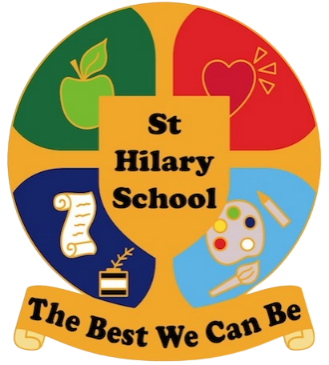 St
Hilary
School
The Best We Can Be